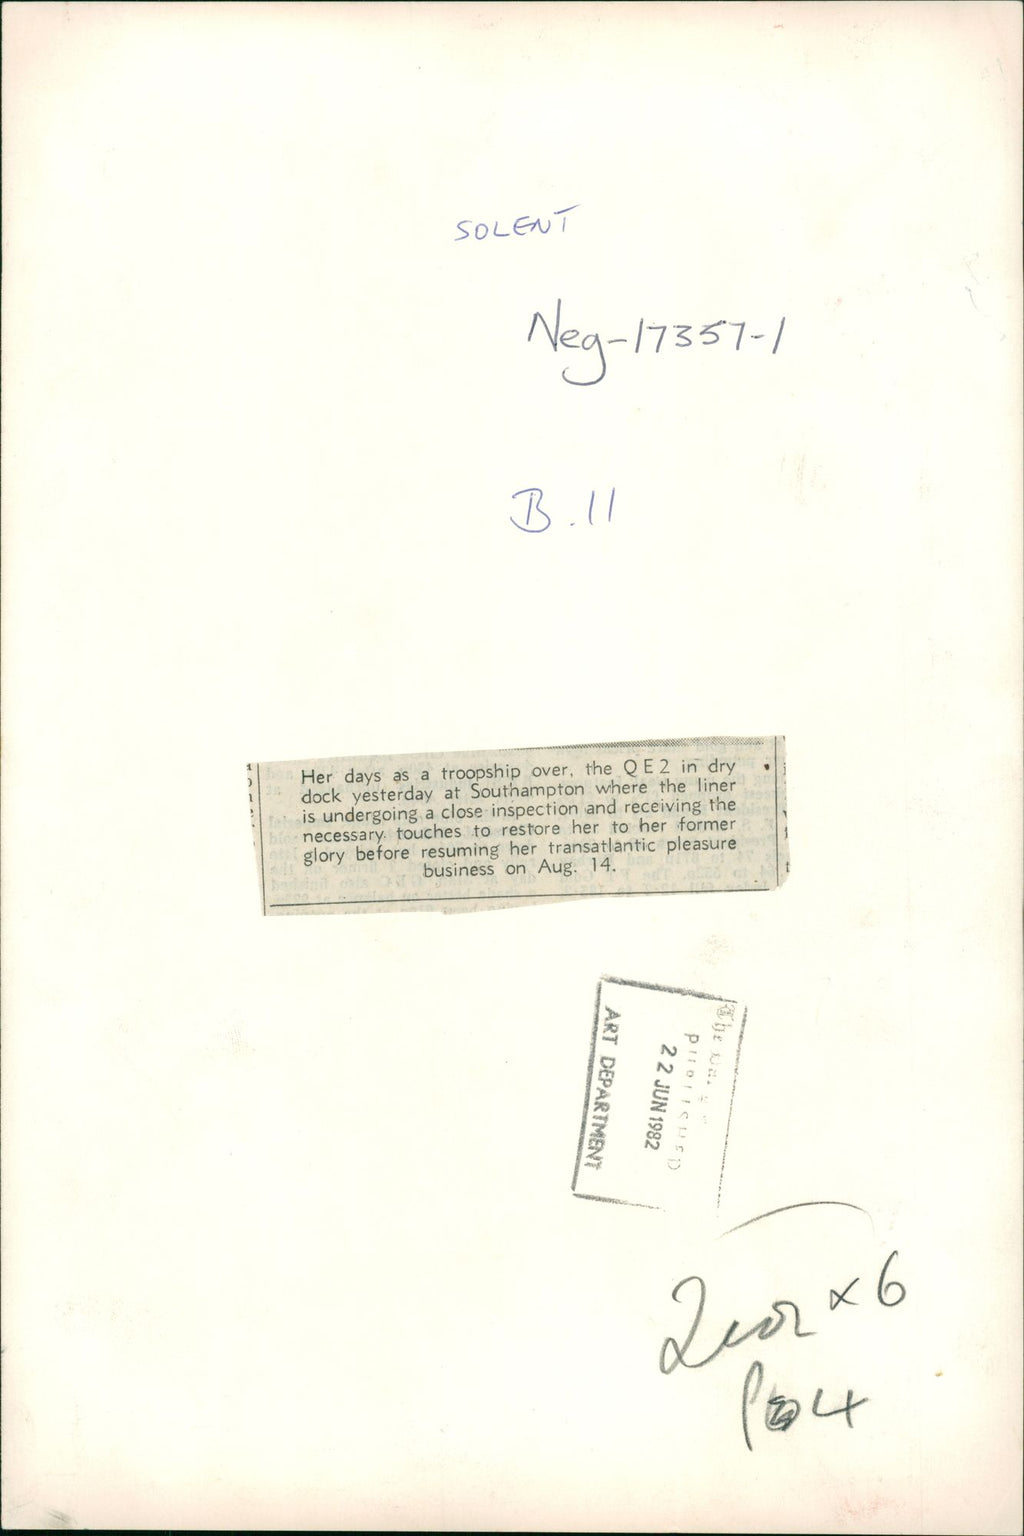 SOLENT
Neg-17357-1
B.11
Her days as a troopship over, the QE2 in dry
dock yesterday at Southampton where the liner
is undergoing a close inspection and receiving the
necessary touches to restore her to her former
glory before resuming her transatlantic pleasure
business on Aug. 14.
The
PUBLISHED
22 JUN 1982
ART DEPARTMENT
x 6
4